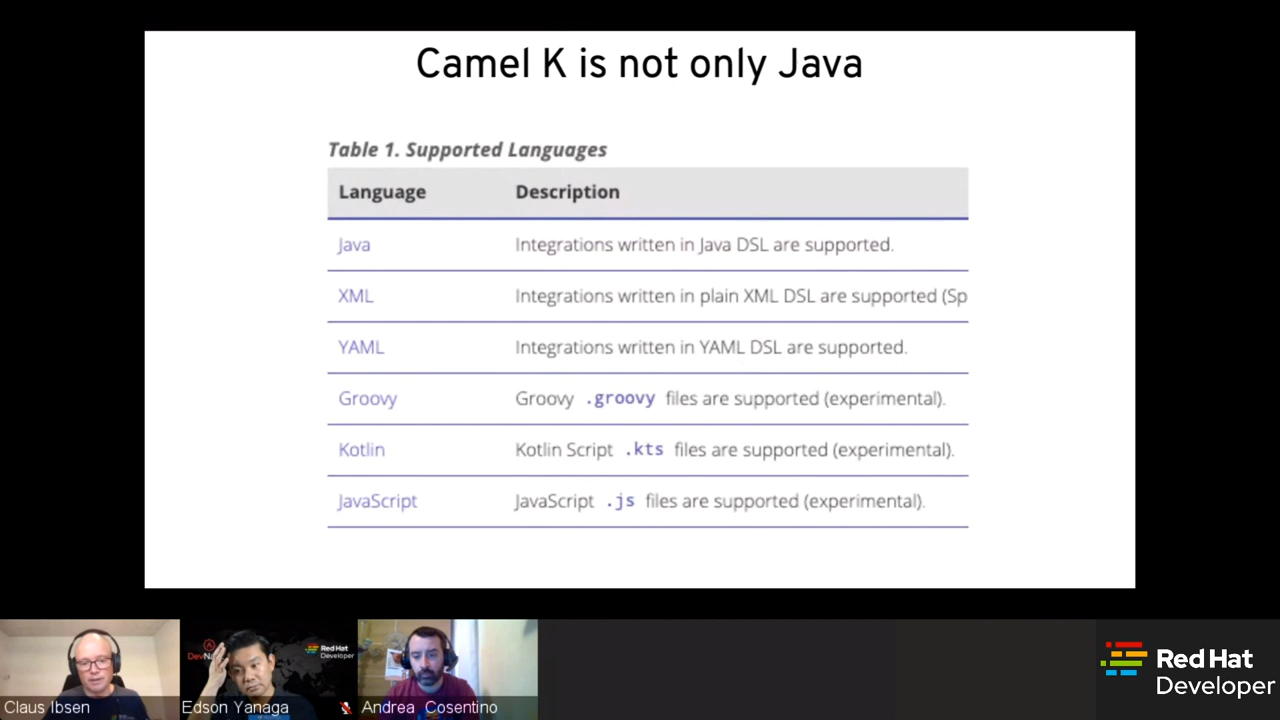 Camel K is not only Java
Table 1. Supported Languages
Language Description
Java Integrations written in Java DSL are supported.
XML Integrations written in plain XML DSL are supported (Sp
YAML Integrations written in YAML DSL are supported.
Groovy Groovy .groovy files are supported (experimental).
Kotlin Kotlin Script .kts files are supported (experimental).
JavaScript JavaScript .js files are supported (experimental).
Red Hat
Developer
Claus Ibsen
Edson Yanaga
Andrea Cosentino
Red Hat
Developer